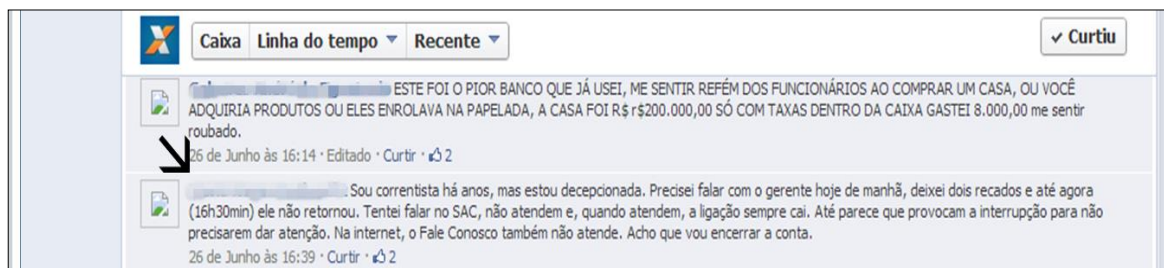 Caixa Linha do tempo Recente
✓ Curtiu
ESTE FOI O PIOR BANCO QUE JÁ USEI, ME SENTIR REFÉM DOS FUNCIONÁRIOS AO COMPRAR UM CASA, OU VOCÊ
ADQUIRIA PRODUTOS OU ELES ENROLAVA NA PAPELADA, A CASA FOI R$ r$200.000,00 SÓ COM TAXAS DENTRO DA CAIXA GASTEI 8.000,00 me sentir
roubado.
26 de Junho às 16:14 · Editado · Curtir · 2
Sou correntista há anos, mas estou decepcionada. Precisei falar com o gerente hoje de manhã, deixei dois recados e até agora
(16h30min) ele não retornou. Tentei falar no SAC, não atendem e, quando atendem, a ligação sempre cai. Até parece que provocam a interrupção para não
precisarem dar atenção. Na internet, o Fale Conosco também não atende. Acho que vou encerrar a conta.
26 de Junho às 16:39 · Curtir · 2